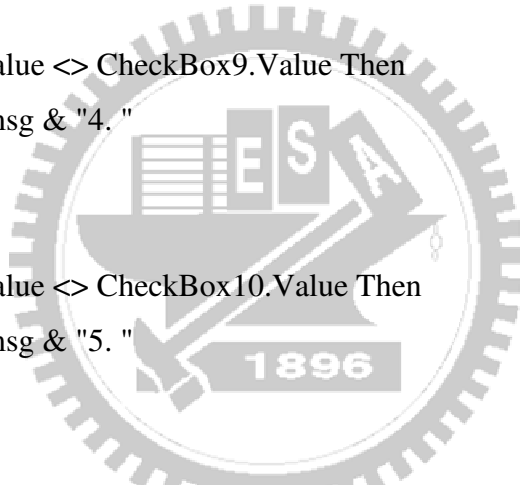 alue <> CheckBox9.Value Then
nsg & "4. "
E S A
alue <> CheckBox10.Value Then
nsg & "5. "
1896